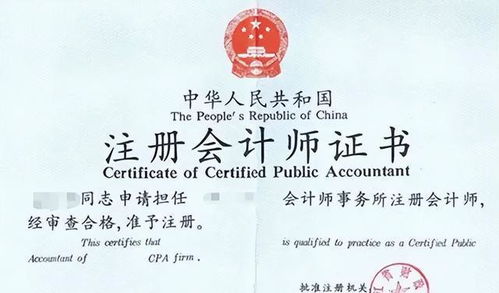 中华人民共和国
The People's Republic of China
注册会计师证书
Certificate of Certified Public Accountant
同志申请担任 会计师事务所注册会计师,
经审查合格,准予注册。
This certifies that is qualified to practice as a Certified Public
Accountant of CPA firm.
批准注册机关
省财政